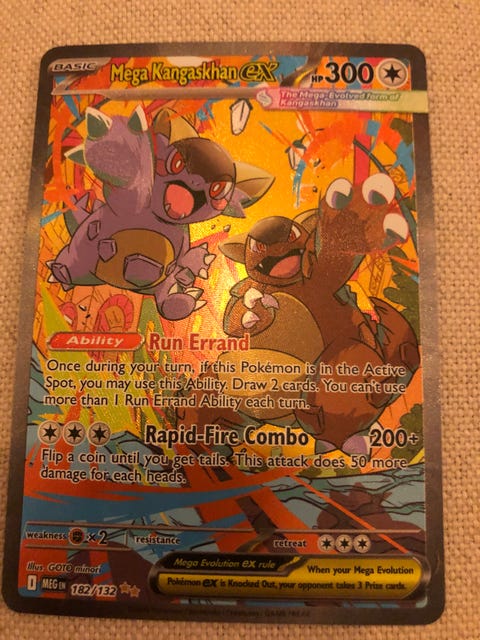 BASIC
Mega Kangaskhan ex HP 300
The Mega-Evolved form of
Kangaskhan
Ability Run Errand
Once during your turn, if this Pokémon is in the Active
Spot, you may use this Ability. Draw 2 cards. You can't use
more than 1 Run Errand Ability each turn.
Rapid-Fire Combo 200+
Flip a coin until you get tails. This attack does 50 more
damage for each heads.
weakness ×2 resistance retreat
Illus. GOTO minori
Mega Evolution ex rule When your Mega Evolution
Pokémon ex is Knocked Out, your opponent takes 3 Prize cards.
D MEG EN 182/132